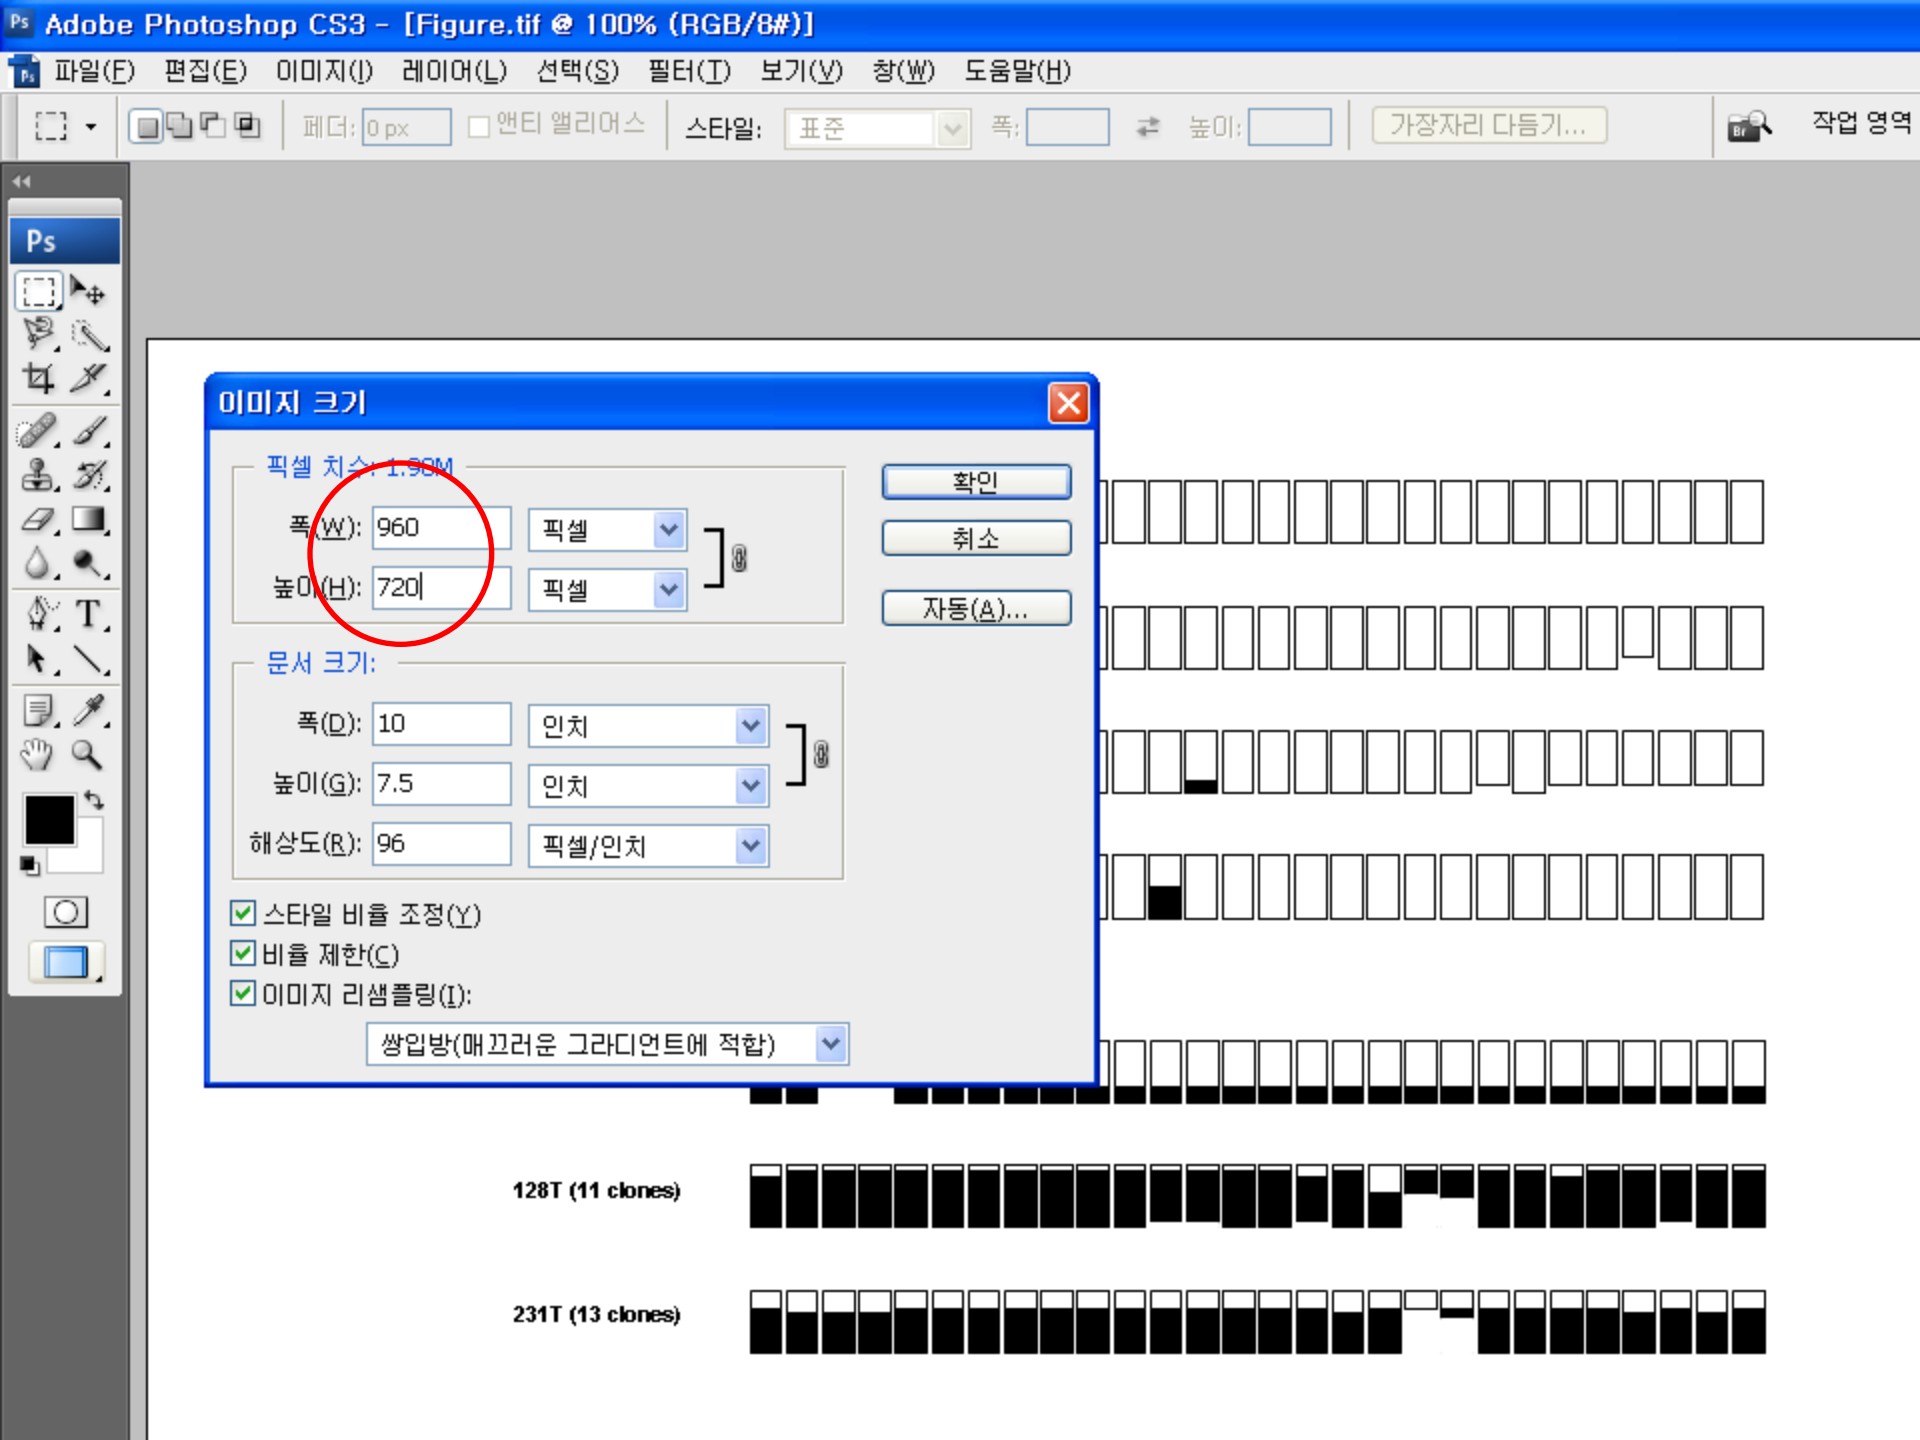 Ps Adobe Photoshop CS3 - [Figure.tif @ 100% (RGB/8#)]
Ps 파일(F) 편집(E) 이미지(I) 레이어(L) 선택(S) 필터(T) 보기(V) 창(W) 도움말(H)
페더: 0 px 앤티 앨리어스 스타일: 표준 폭: 높이: 가장자리 다듬기... Br 작업 영역
Ps
T
이미지 크기
픽셀 치수: 1.98M
폭(W): 960 픽셀
높이(H): 720 픽셀
문서 크기:
폭(D): 10 인치
높이(G): 7.5 인치
해상도(R): 96 픽셀/인치
스타일 비율 조정(Y)
비율 제한(C)
이미지 리샘플링(I):
쌍입방(매끄러운 그라디언트에 적합)
확인
취소
자동(A)...
128T (11 clones)
231T (13 clones)